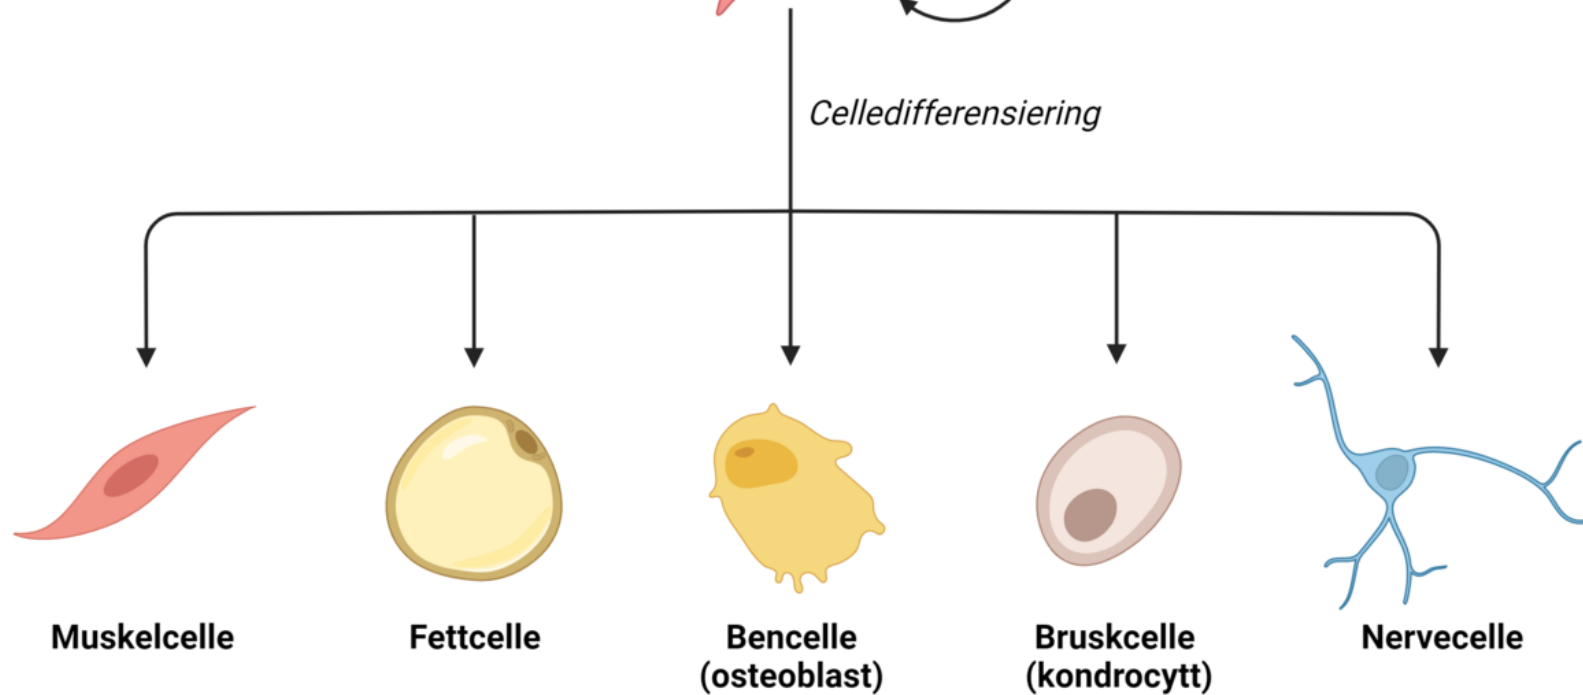 Celledifferensiering
Muskelcelle
Fettcelle
Bencelle
(osteoblast)
Bruskcelle
(kondrocytt)
Nervecelle